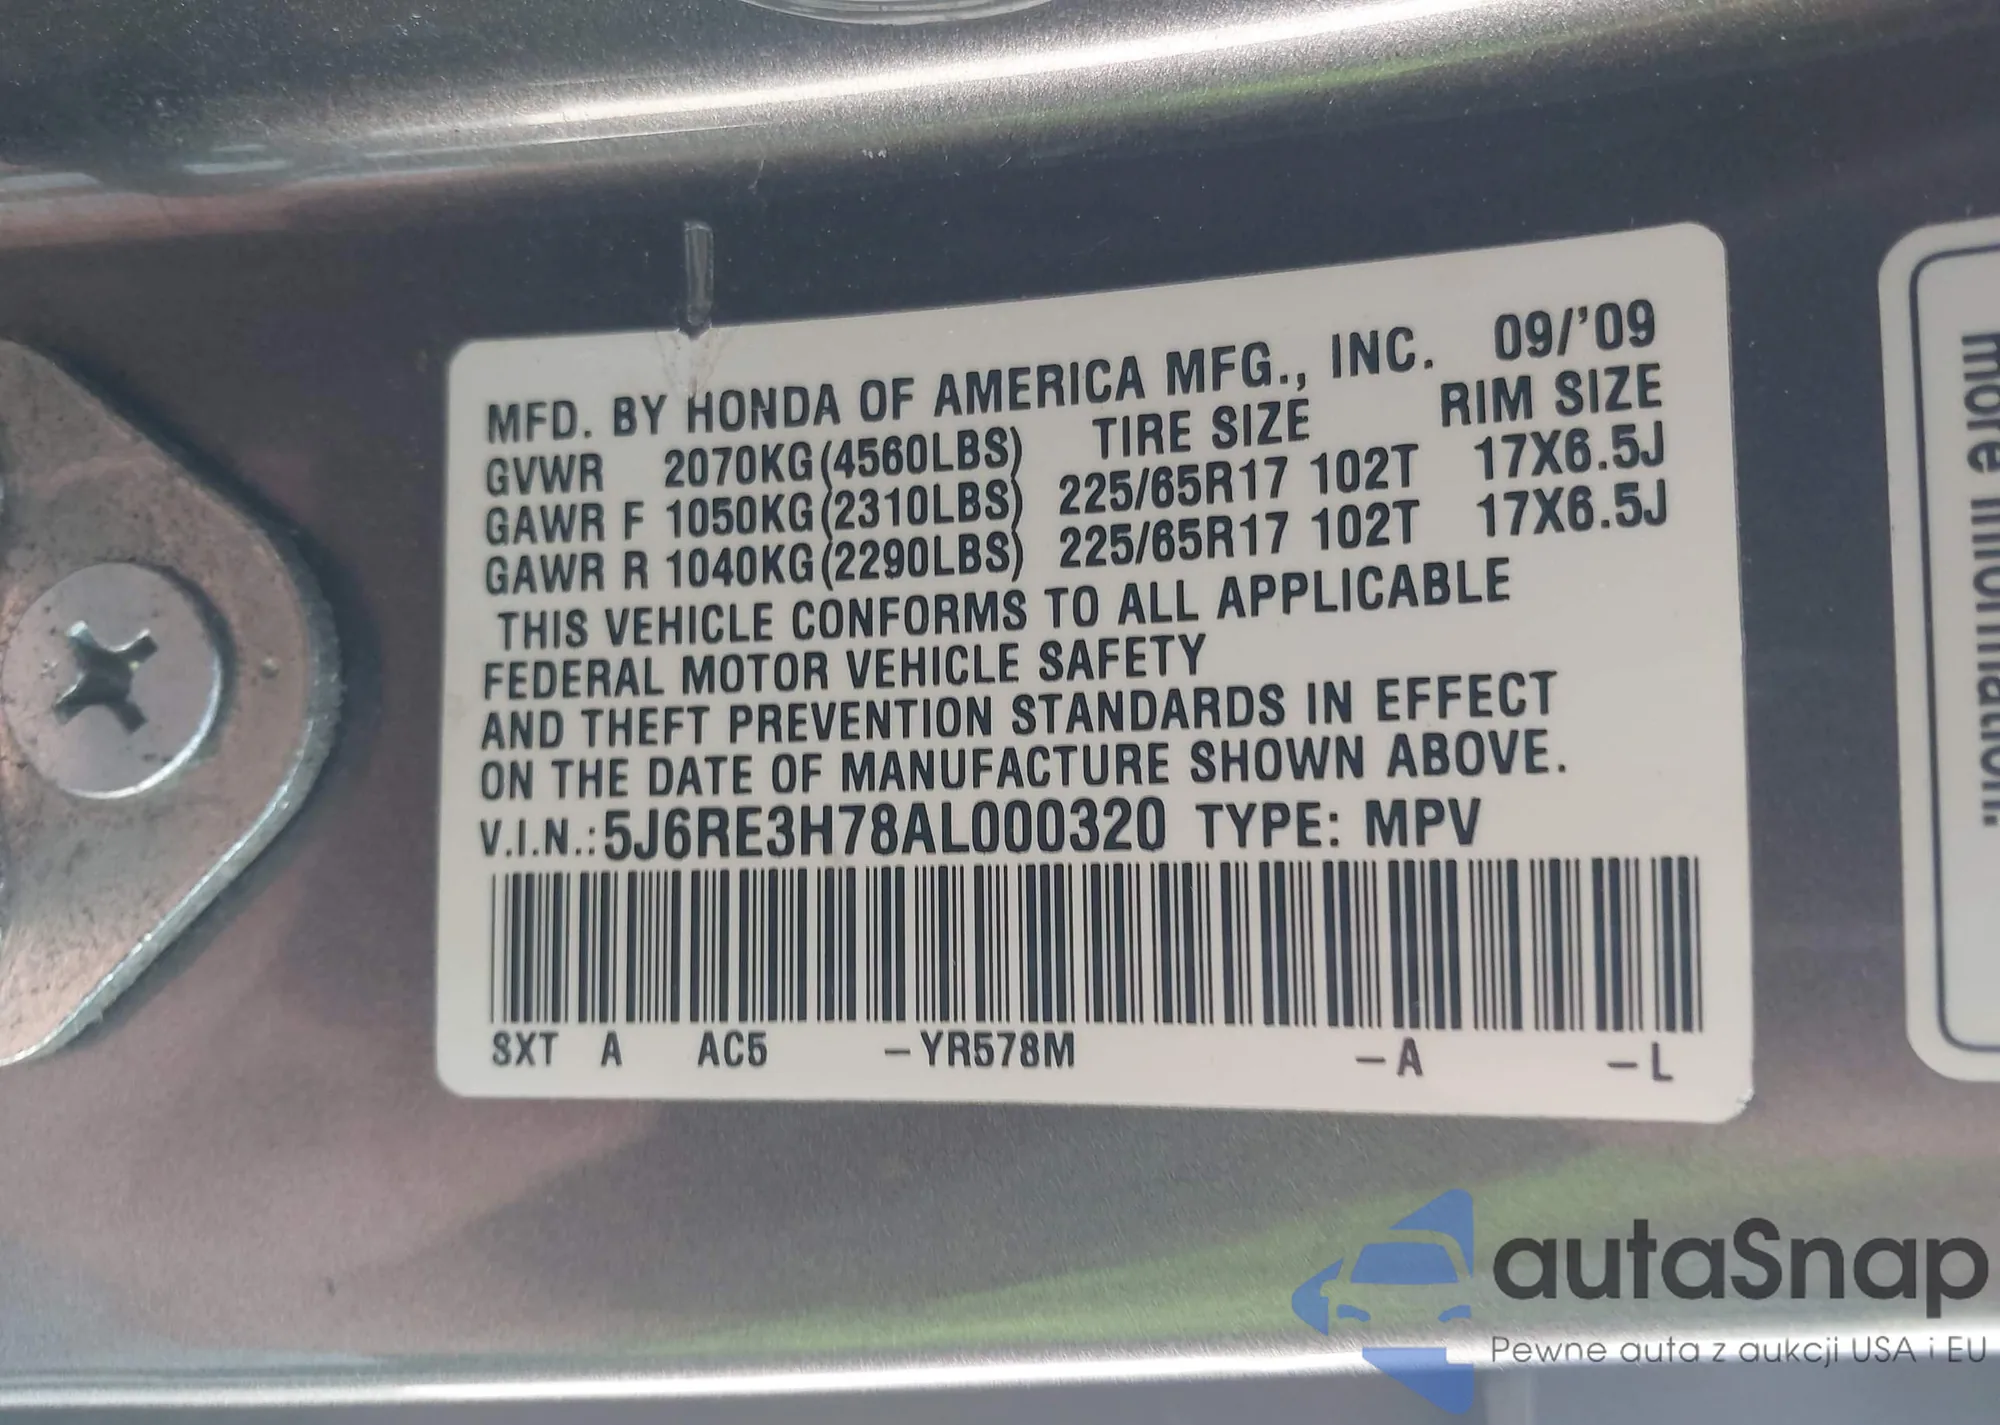 MFD. BY HONDA OF AMERICA MFG., INC. 09/'09
GVWR 2070KG(4560LBS) TIRE SIZE RIM SIZE
GAWR F 1050KG(2310LBS) 225/65R17 102T 17X6.5J
GAWR R 1040KG(2290LBS) 225/65R17 102T 17X6.5J
THIS VEHICLE CONFORMS TO ALL APPLICABLE
FEDERAL MOTOR VEHICLE SAFETY
AND THEFT PREVENTION STANDARDS IN EFFECT
ON THE DATE OF MANUFACTURE SHOWN ABOVE.
V.I.N.:5J6RE3H78AL000320 TYPE: MPV
SXT A AC5 -YR578M -A -L
more information.
autaSnap
Pewne auta z aukcji USA i EU